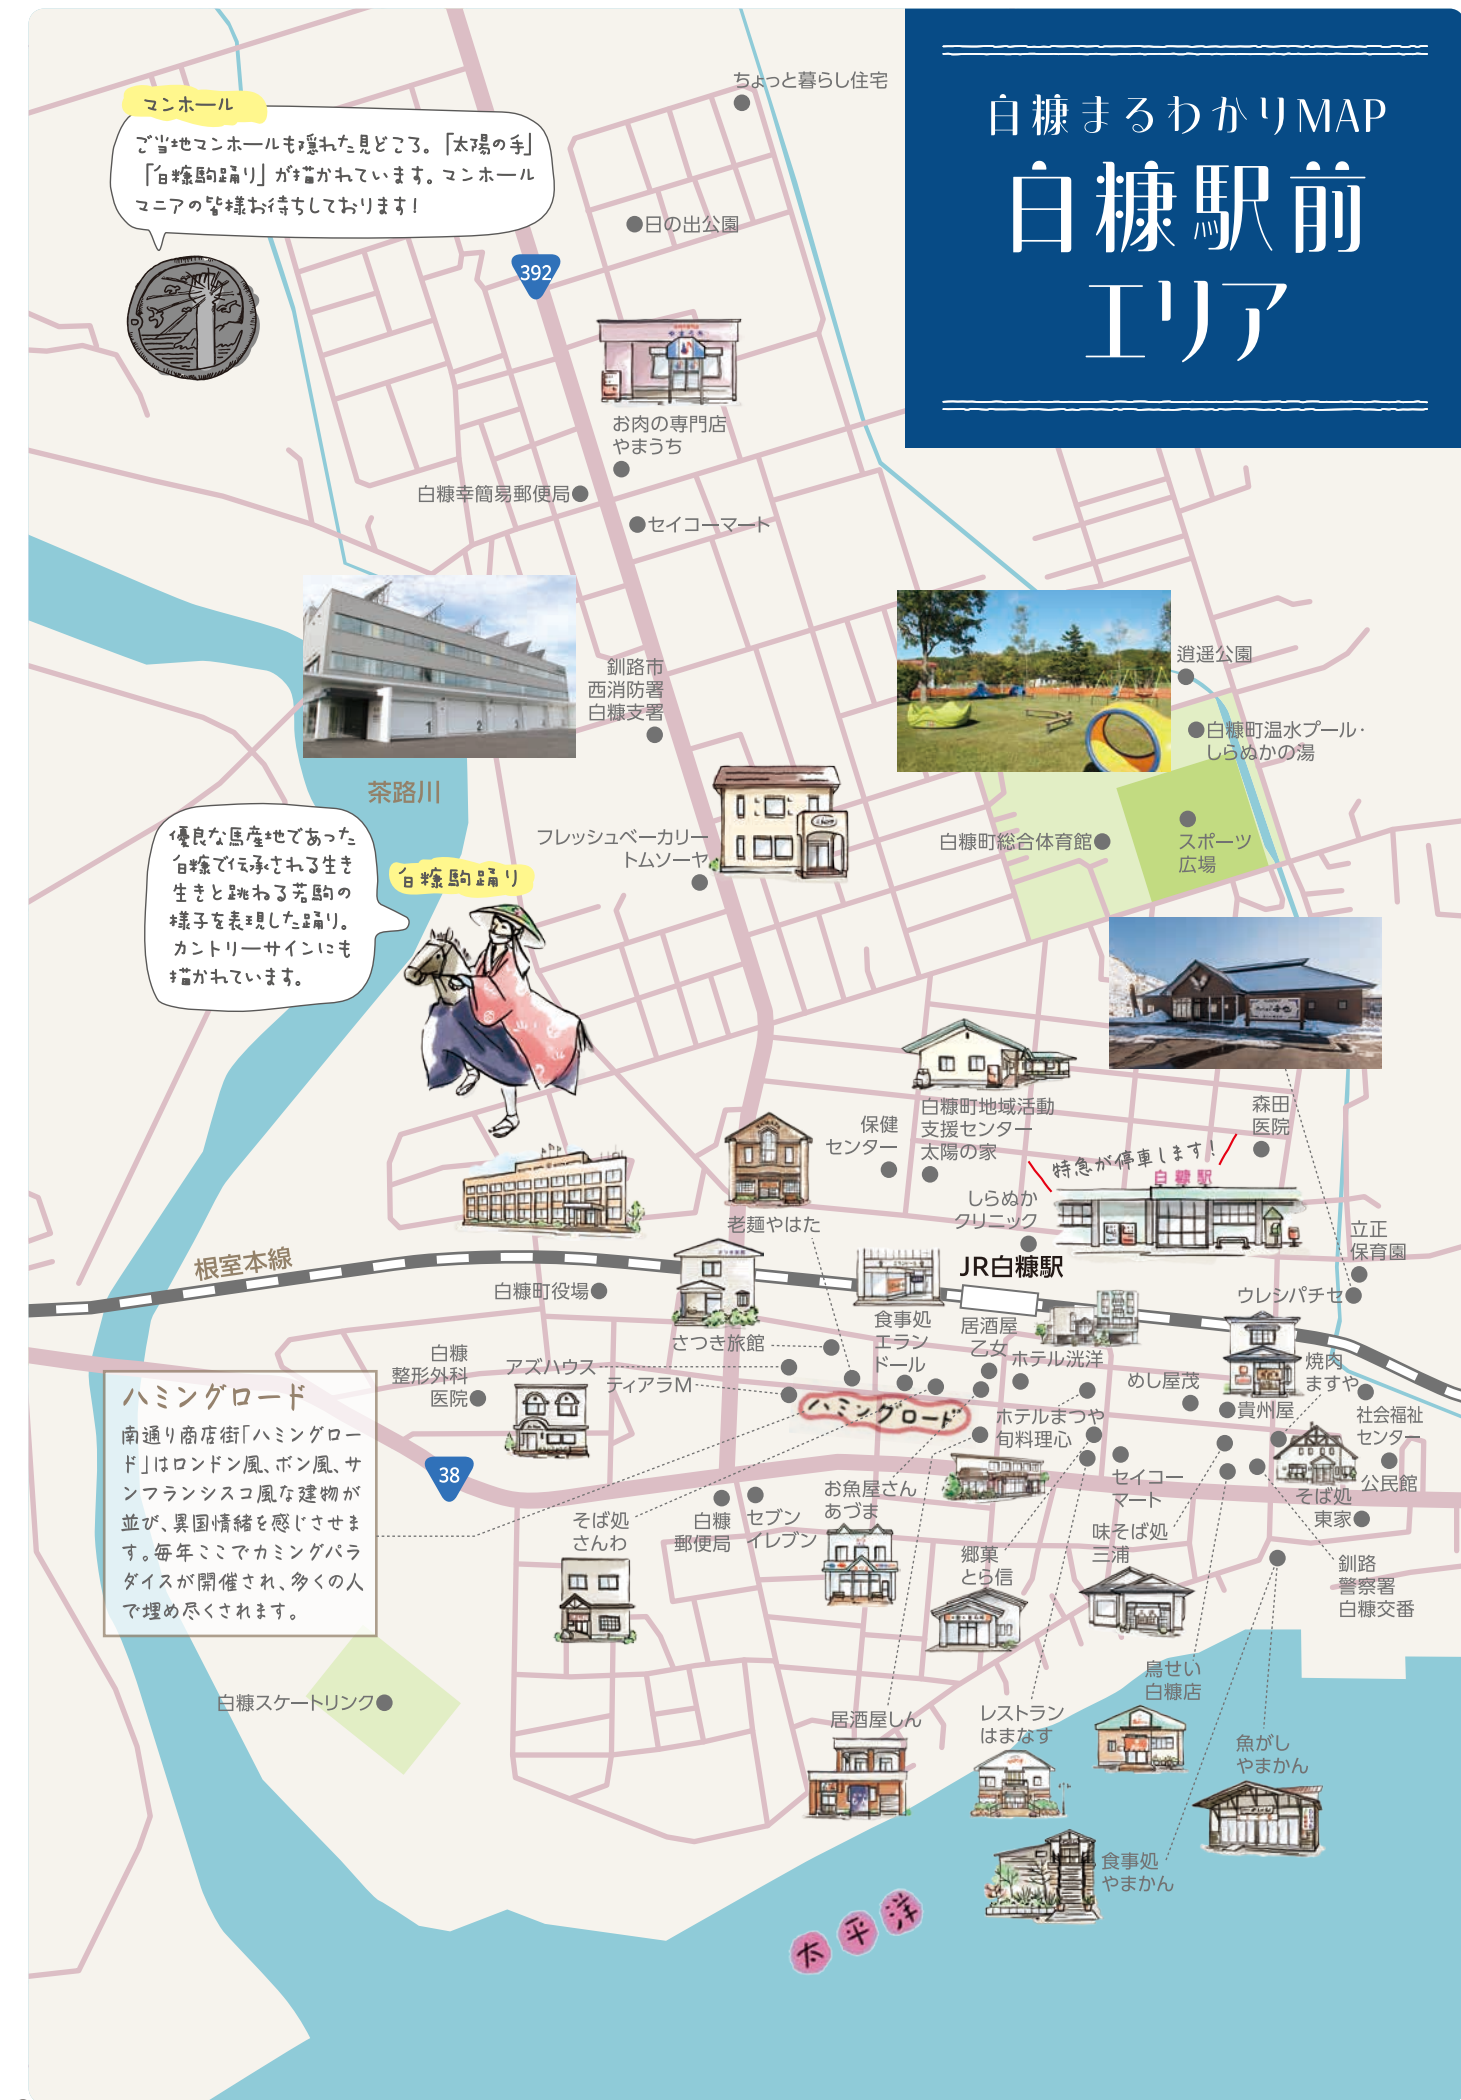 白糠まるわかりMAP
白糠駅前
エリア
マンホール
ご当地マンホールも隠れた見どころ。「太陽の手」
「白糠駒踊り」が描かれています。マンホール
マニアの皆様お待ちしております!
ちょっと暮らし住宅
日の出公園
392
お肉の専門店
やまうち
白糠幸簡易郵便局
セイコーマート
釧路市
西消防署
白糠支署
逍遥公園
白糠町温水プール・
しらぬかの湯
茶路川
フレッシュベーカリー
トムソーヤ
白糠町総合体育館
スポーツ
広場
優良な馬産地であった
白糠で伝承される生き
生きと跳ねる若駒の
様子を表現した踊り。
カントリーサインにも
描かれています。
白糠駒踊り
白糠町地域活動
支援センター
太陽の家
保健
センター
森田
医院
特急が停車します!
白糠駅
しらぬか
クリニック
老麺やはた
立正
保育園
根室本線
JR白糠駅
白糠町役場
ウレシパチセ
さつき旅館
食事処
エラン
ドール
居酒屋
乙女
ホテル洸洋
白糠
整形外科
医院
アズハウス
ティアラM
めし屋茂
焼肉
ますや
貴州屋
社会福祉
センター
ハミングロード
ホテルまつや
旬料理心
公民館
ハミングロード
南通り商店街「ハミングロー
ド」はロンドン風、ボン風、サ
ンフランシスコ風な建物が
並び、異国情緒を感じさせま
す。毎年ここでカミングパラ
ダイスが開催され、多くの人
で埋め尽くされます。
38
お魚屋さん
あづま
セイコー
マート
そば処
東家
そば処
さんわ
白糠
郵便局
セブン
イレブン
味そば処
三浦
郷菓
とら信
釧路
警察署
白糠交番
白糠スケートリンク
居酒屋しん
レストラン
はまなす
鳥せい
白糠店
魚がし
やまかん
食事処
やまかん
太平洋